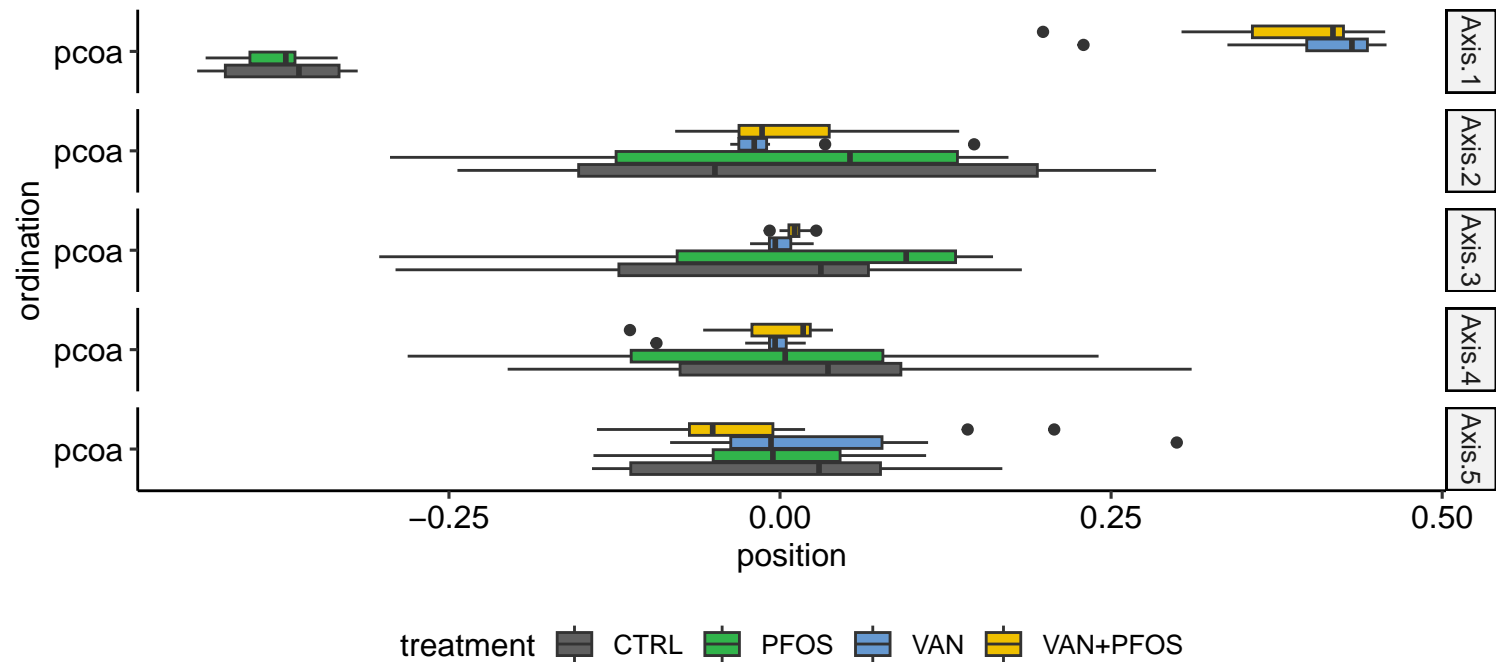 pcoa
Axis.1
pcoa
Axis.2
pcoa
Axis.3
pcoa
Axis.4
pcoa
Axis.5
ordination
−0.25 0.00 0.25 0.50
position
treatment CTRL PFOS VAN VAN+PFOS